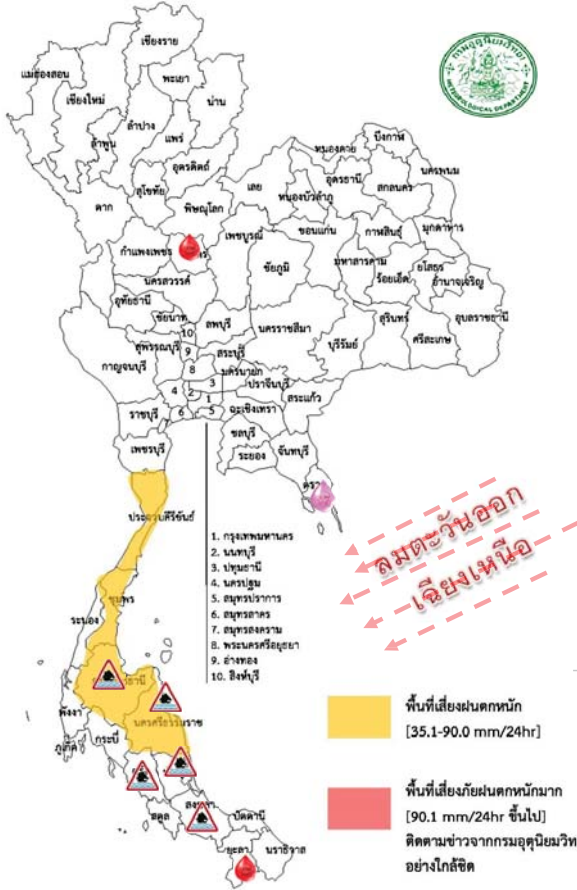 กรมอุตุนิยมวิทยา
METEOROLOGICAL DEPARTMENT
เชียงราย
แม่ฮ่องสอน
พะเยา
เชียงใหม่
น่าน
ลำปาง
ลำพูน
แพร่
บึงกาฬ
หนองคาย
อุตรดิตถ์
นครพนม
เลย
อุดรธานี
สกลนคร
สุโขทัย
หนองบัวลำภู
ตาก
พิษณุโลก
ขอนแก่น
กาฬสินธุ์
มุกดาหาร
เพชรบูรณ์
กำแพงเพชร
มหาสารคาม
ชัยภูมิ
ร้อยเอ็ด
ยโสธร
อำนาจเจริญ
นครสวรรค์
อุทัยธานี
ชัยนาท
ลพบุรี
นครราชสีมา
สุรินทร์
อุบลราชธานี
10
บุรีรัมย์
ศรีสะเกษ
สุพรรณบุรี
9
สระบุรี
กาญจนบุรี
8
นครนายก
4
2
3
ปราจีนบุรี
1
สระแก้ว
ราชบุรี
6
5
ฉะเชิงเทรา
ชลบุรี
เพชรบุรี
ระยอง
จันทบุรี
ประจวบคีรีขันธ์
ลมตะวันออก
เฉียงเหนือ
1. กรุงเทพมหานคร
2. นนทบุรี
3. ปทุมธานี
4. นครปฐม
5. สมุทรปราการ
6. สมุทรสาคร
7. สมุทรสงคราม
8. พระนครศรีอยุธยา
9. อ่างทอง
10. สิงห์บุรี
ชุมพร
ระนอง
พังงา
นครศรีธรรมราช
ภูเก็ต
กระบี่
สตูล
ปัตตานี
ยะลา
นราธิวาส
พื้นที่เสี่ยงฝนตกหนัก
[35.1-90.0 mm/24hr]
พื้นที่เสี่ยงภัยฝนตกหนักมาก
[90.1 mm/24hr ขึ้นไป]
ติดตามข่าวจากกรมอุตุนิยมวิท
อย่างใกล้ชิด